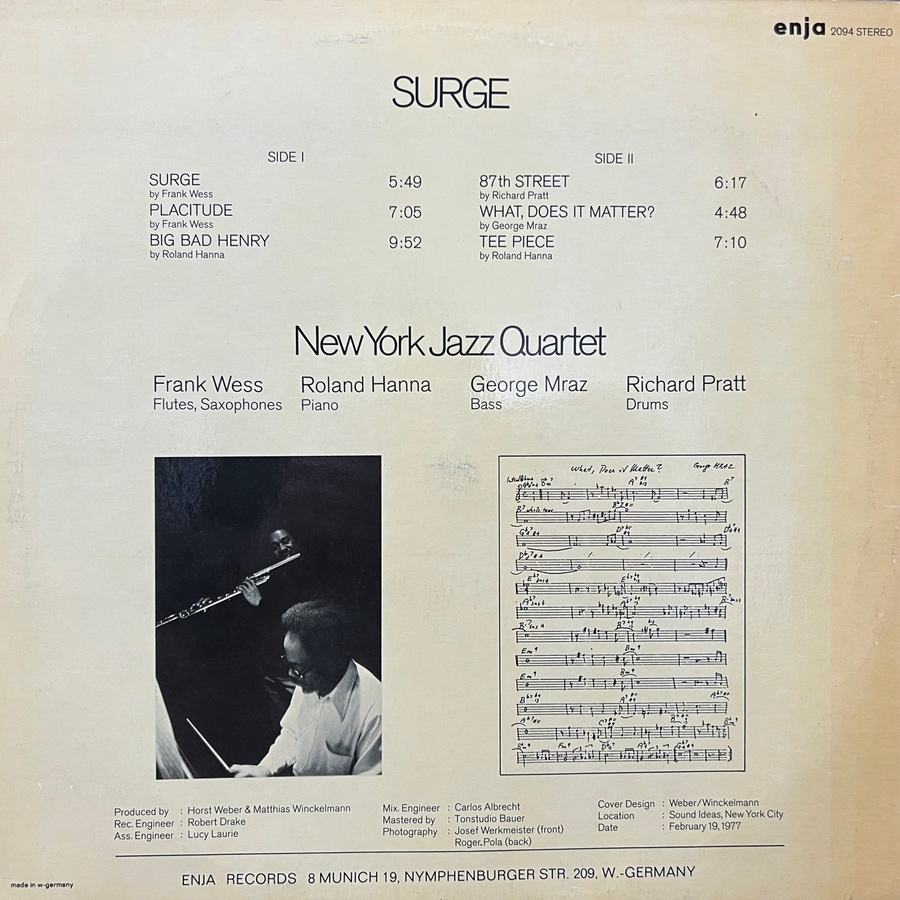 enja 2094 STEREO
SURGE
SIDE I
SURGE 5:49
by Frank Wess
PLACITUDE 7:05
by Frank Wess
BIG BAD HENRY 9:52
by Roland Hanna
SIDE II
87th STREET 6:17
by Richard Pratt
WHAT, DOES IT MATTER? 4:48
by George Mraz
TEE PIECE 7:10
by Roland Hanna
New York Jazz Quartet
Frank Wess
Flutes, Saxophones
Roland Hanna
Piano
George Mraz
Bass
Richard Pratt
Drums
What, Does it Matter? George MRAZ
Produced by : Horst Weber & Matthias Winckelmann
Rec. Engineer : Robert Drake
Ass. Engineer : Lucy Laurie
Mix. Engineer : Carlos Albrecht
Mastered by : Tonstudio Bauer
Photography : Josef Werkmeister (front)
Roger.Pola (back)
Cover Design : Weber/Winckelmann
Location : Sound Ideas, New York City
Date : February 19, 1977
ENJA RECORDS 8 MUNICH 19, NYMPHENBURGER STR. 209, W.-GERMANY
made in w-germany